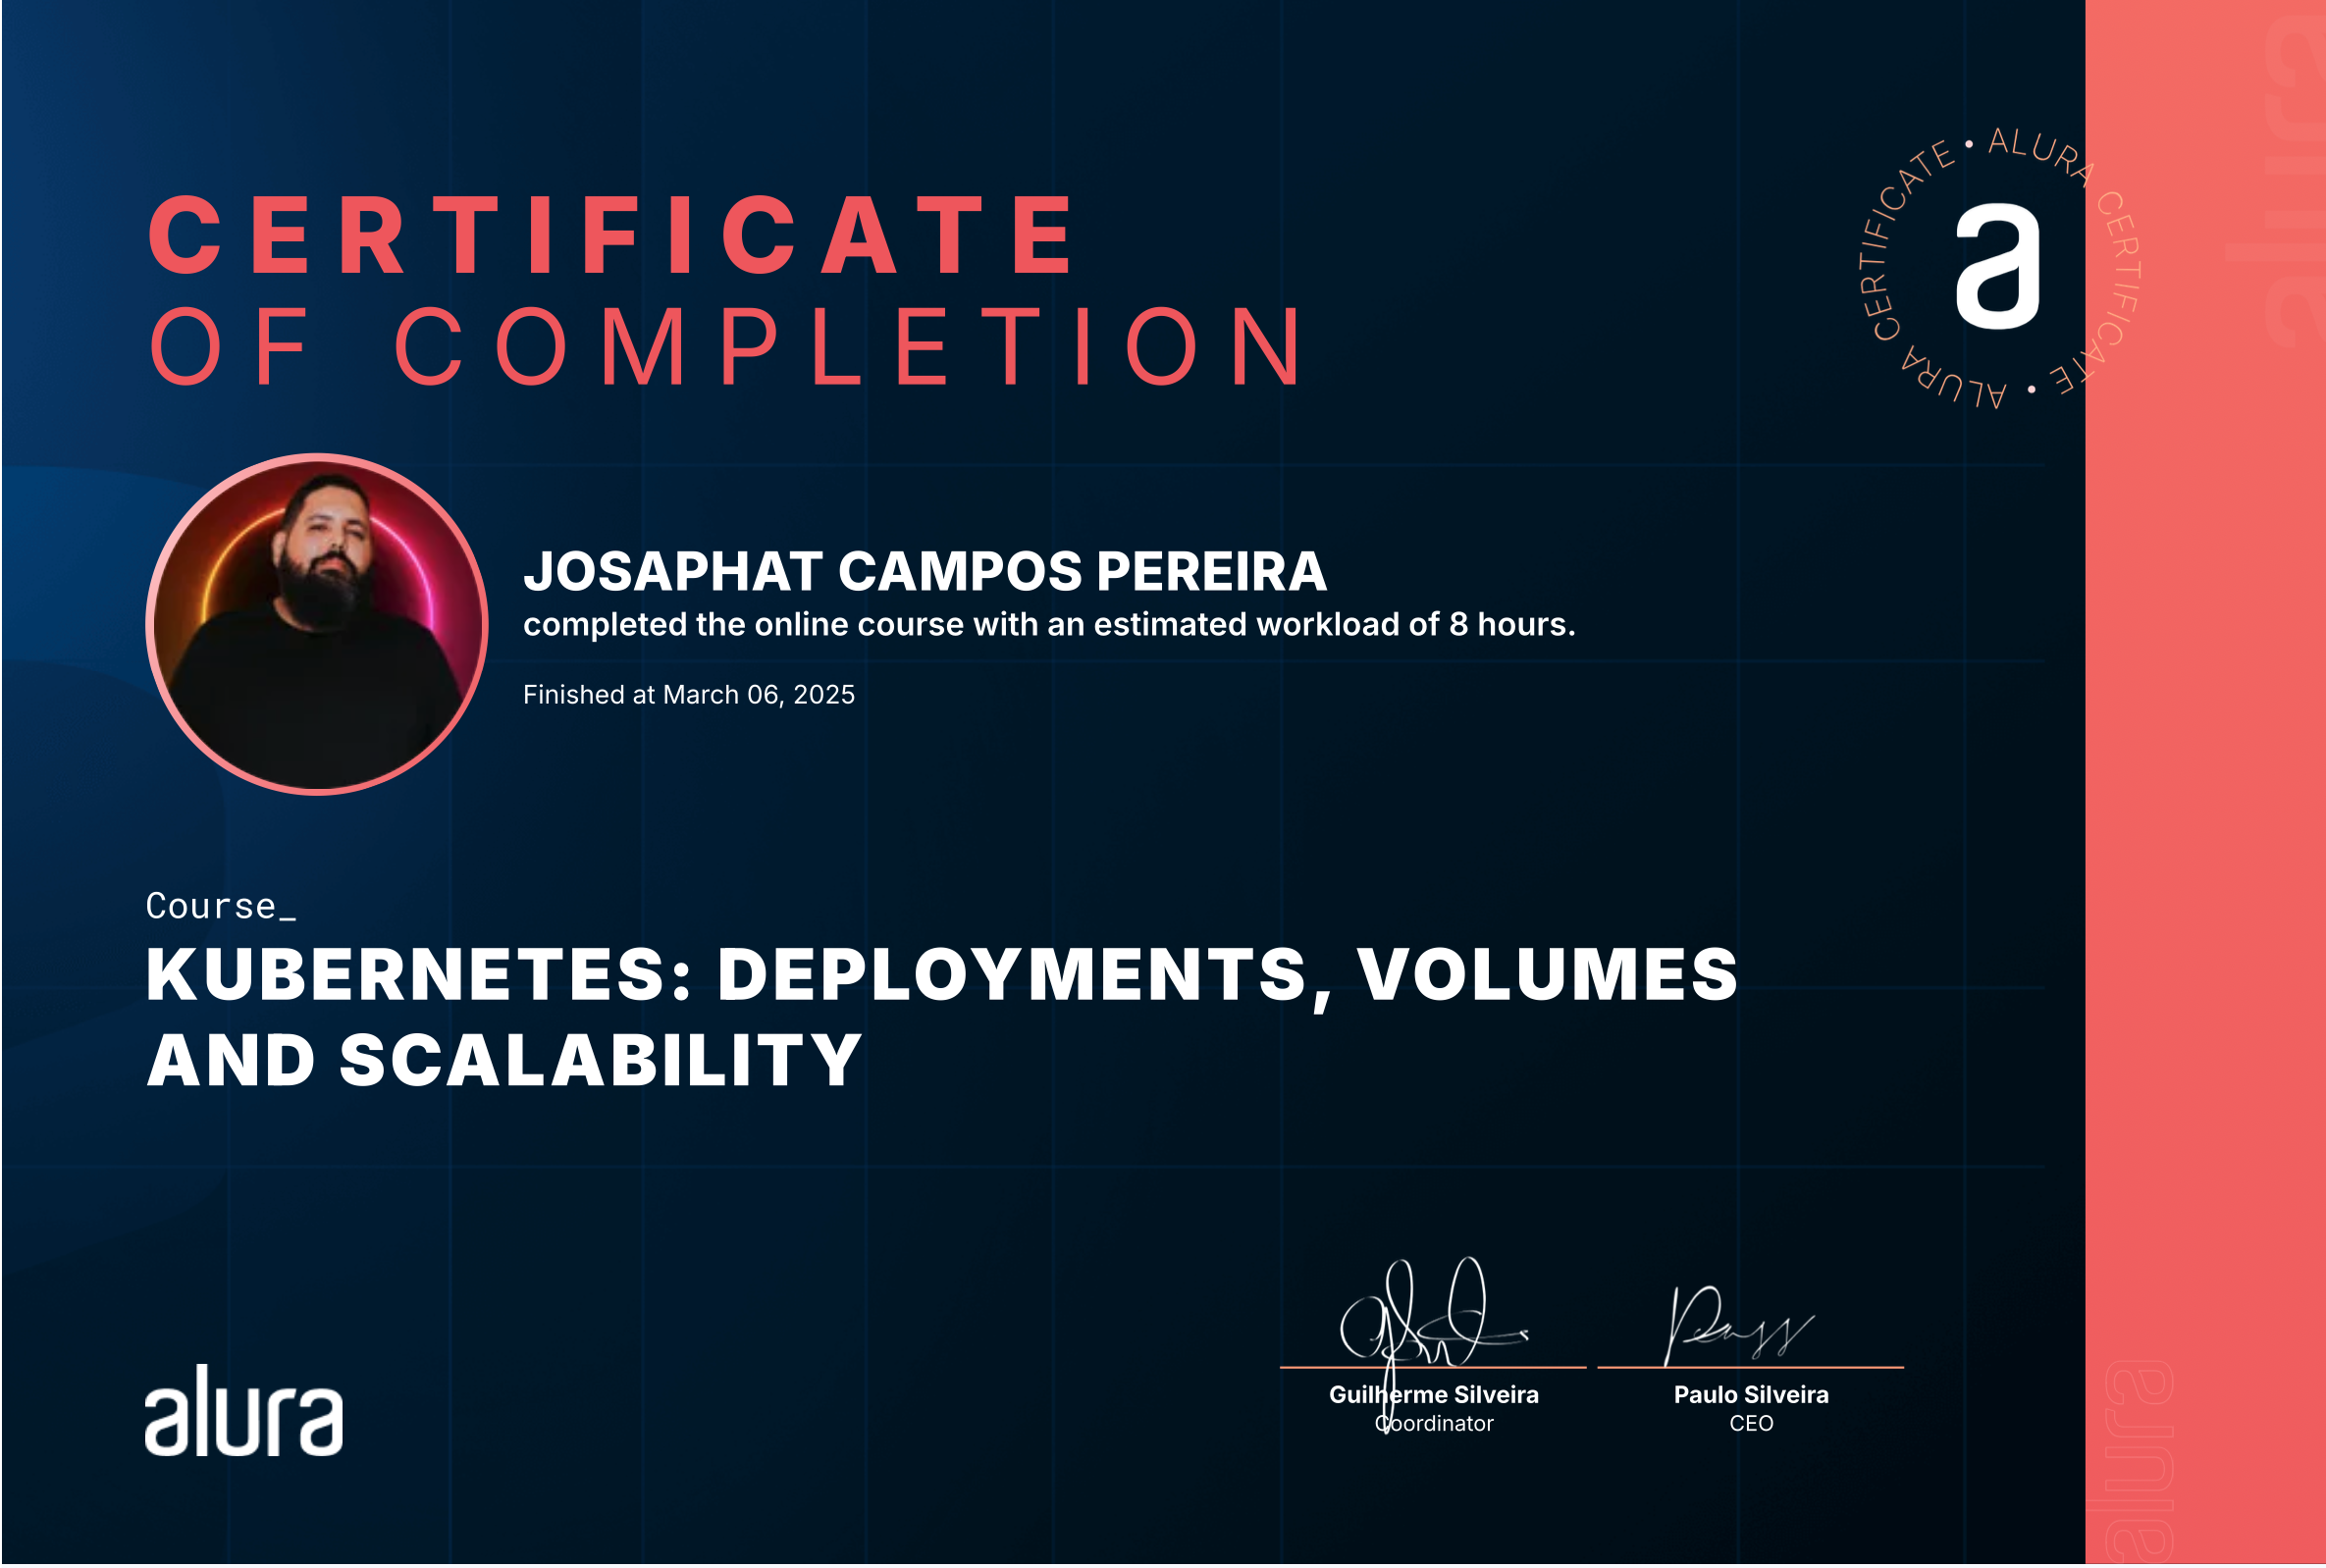 CERTIFICATE
OF COMPLETION
ALURA CERTIFICATE • ALURA CERTIFICATE •
a
JOSAPHAT CAMPOS PEREIRA
completed the online course with an estimated workload of 8 hours.
Finished at March 06, 2025
Course_
KUBERNETES: DEPLOYMENTS, VOLUMES
AND SCALABILITY
Guilherme Silveira
Coordinator
Paulo Silveira
CEO
alura
alura
alura